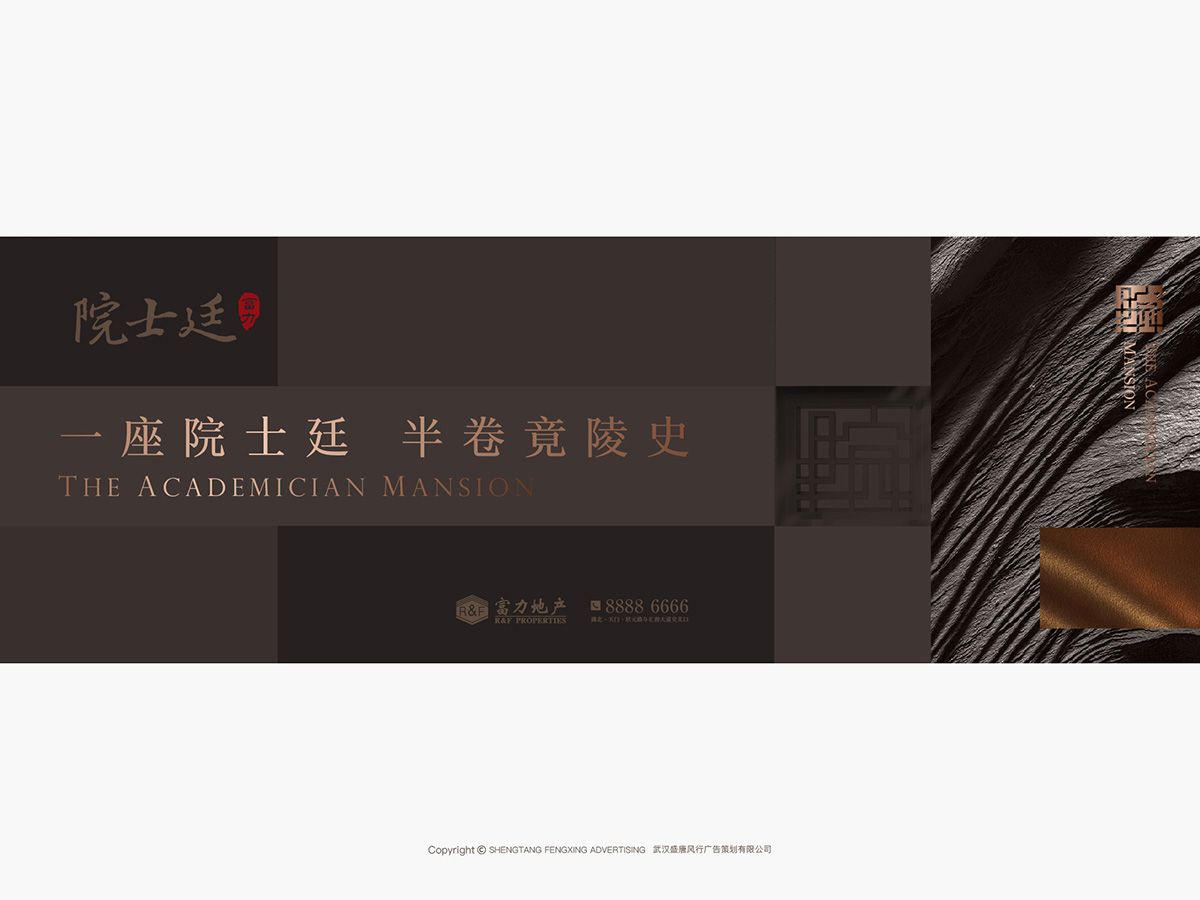 院士廷
富力
一座院士廷 半卷竟陵史
THE ACADEMICIAN MANSION
R&F
富力地产
R&F PROPERTIES
8888 6666
THE ACADEMICIAN
MANSION
Copyright © SHENGTANG FENGXING ADVERTISING 武汉盛唐风行广告策划有限公司